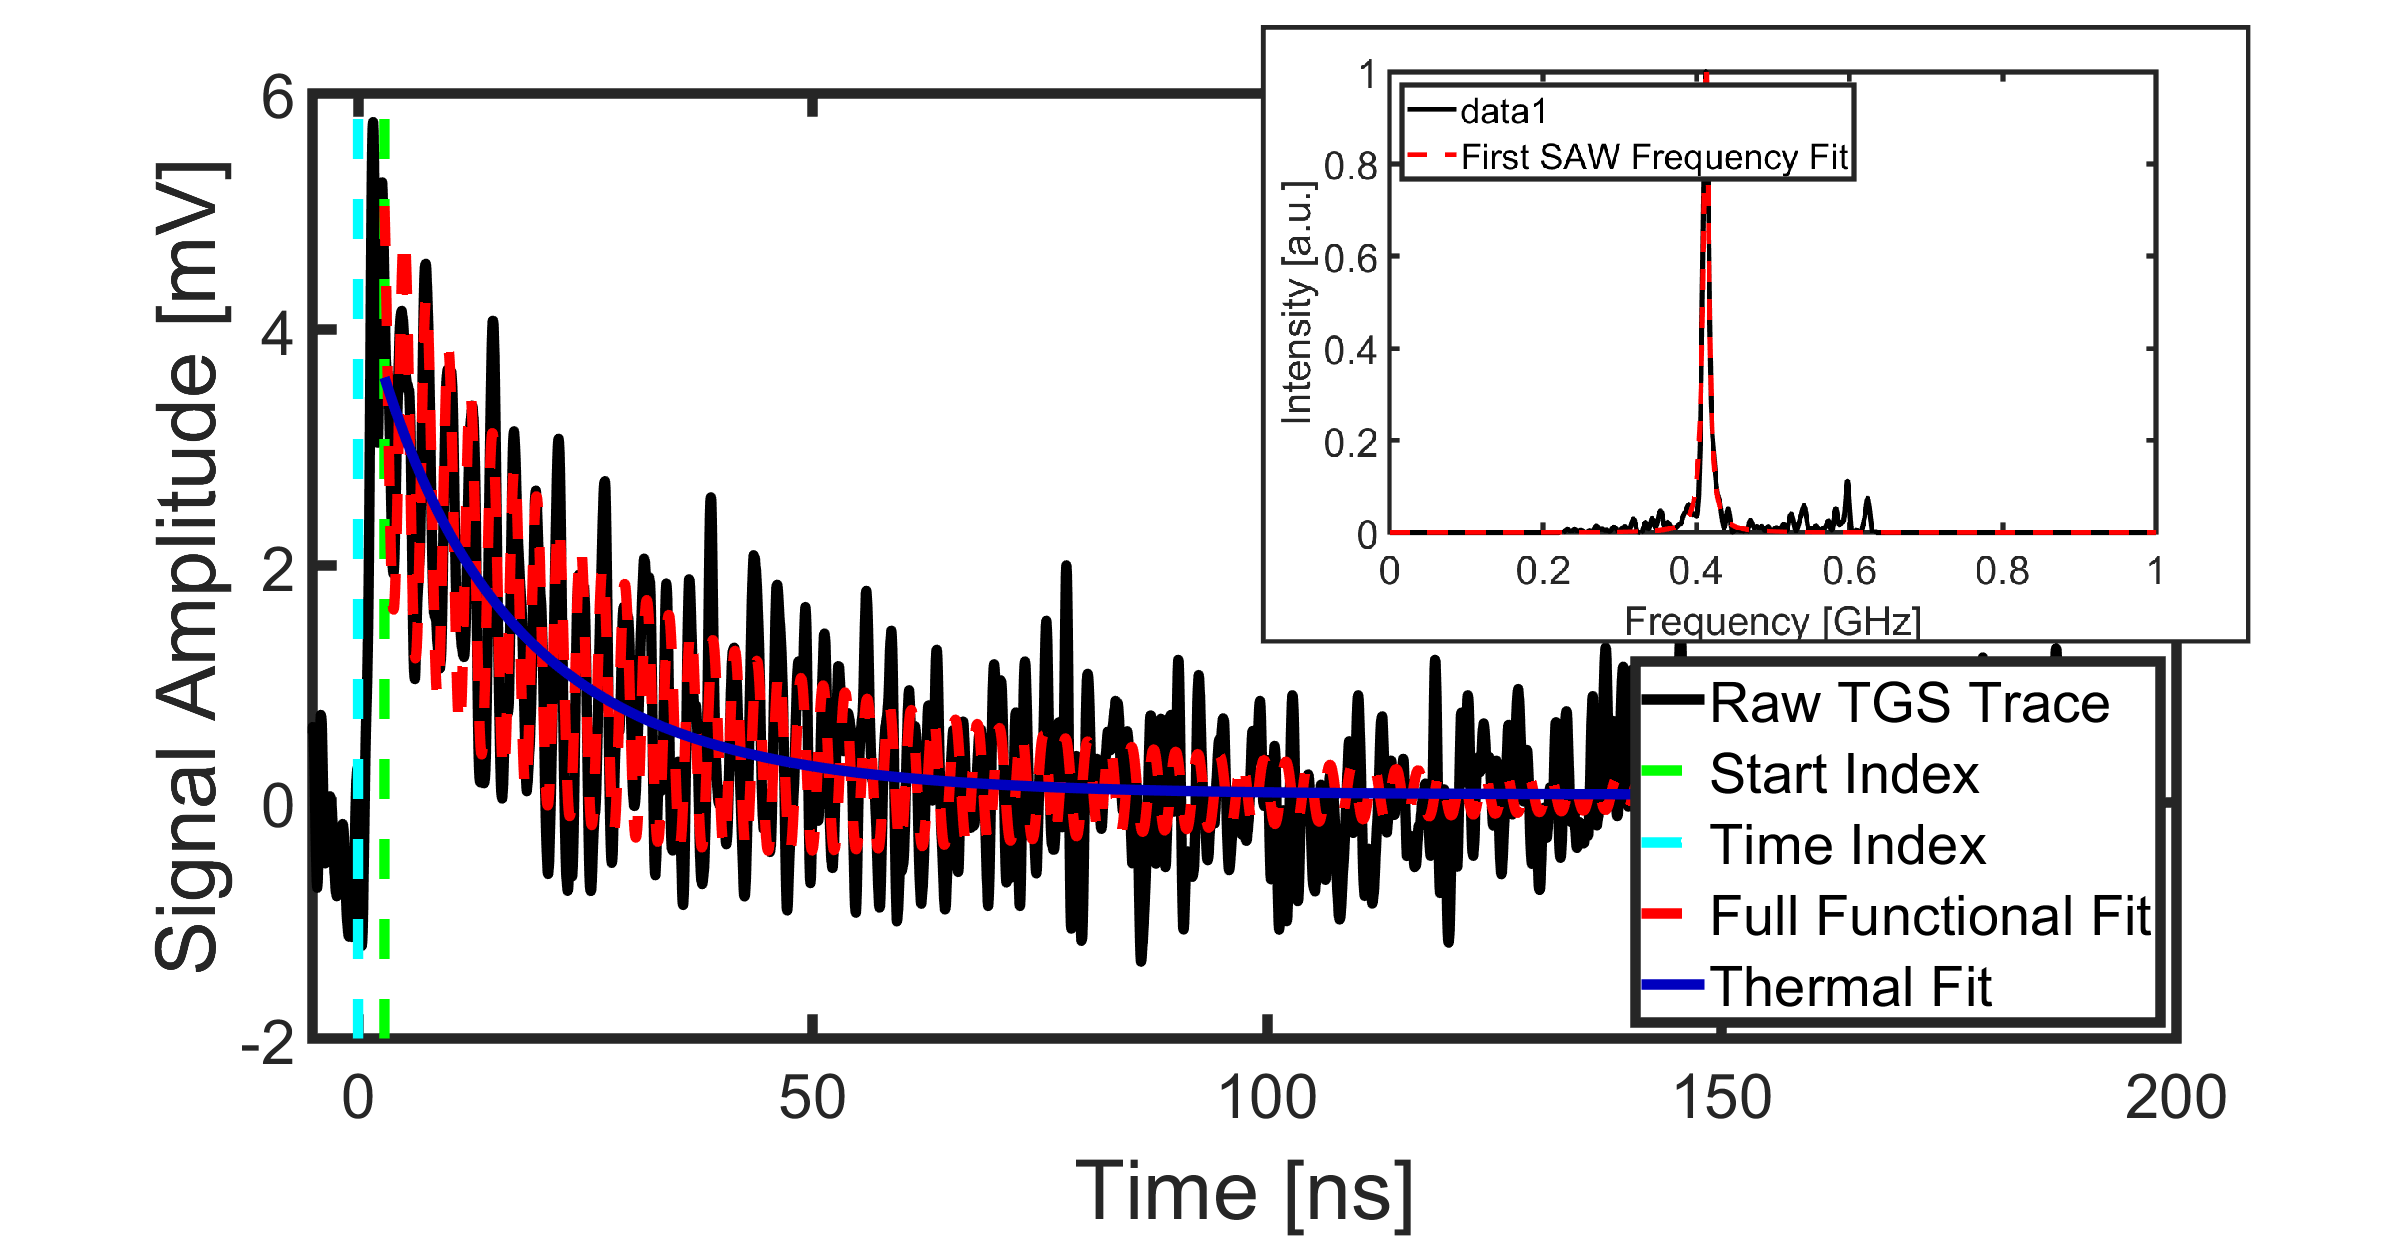 Signal Amplitude [mV]
6
4
2
0
-2
0
50
100
150
200
Time [ns]
Intensity [a.u.]
1
0.8
0.6
0.4
0.2
0
0
0.2
0.4
0.6
0.8
1
Frequency [GHz]
data1
First SAW Frequency Fit
Raw TGS Trace
Start Index
Time Index
Full Functional Fit
Thermal Fit